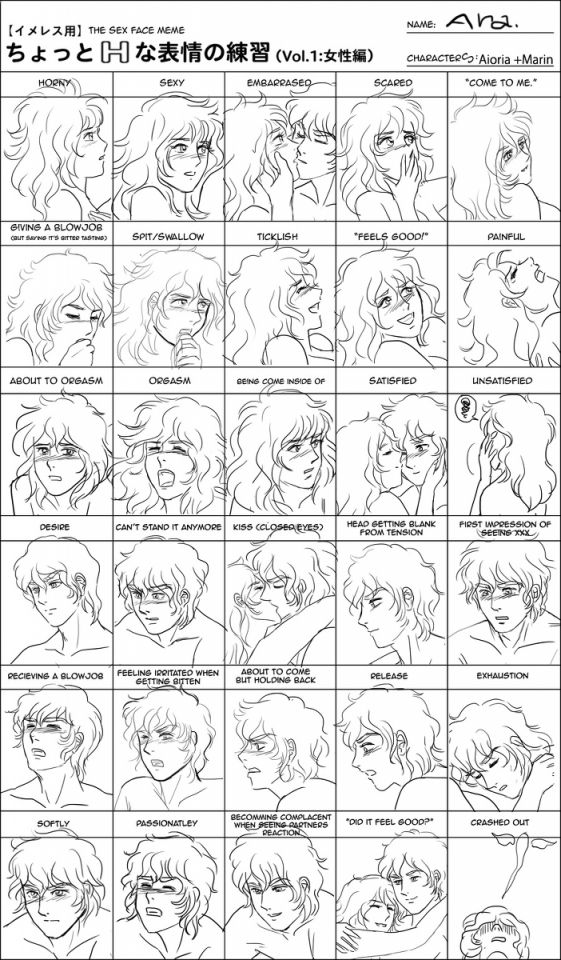 【イメレス用】 THE SEX FACE MEME
ちょっとHな表情の練習 (Vol.1:女性編)
NAME: Ana.
CHARACTER(S): Aioria +Marin
HORNY
SEXY
EMBARRASED
SCARED
"COME TO ME."
GIVING A BLOWJOB
(BUT SAYING IT'S BITTER TASTING)
SPIT/SWALLOW
TICKLISH
"FEELS GOOD!"
PAINFUL
ABOUT TO ORGASM
ORGASM
BEING COME INSIDE OF
SATISFIED
UNSATISFIED
DESIRE
CAN'T STAND IT ANYMORE
KISS (CLOSED EYES)
HEAD GETTING BLANK
FROM TENSION
FIRST IMPRESSION OF
SEEING XXX
RECIEVING A BLOWJOB
FEELING IRRITATED WHEN
GETTING BITTEN
ABOUT TO COME
BUT HOLDING BACK
RELEASE
EXHAUSTION
SOFTLY
PASSIONATLEY
BECOMMING COMPLACENT
WHEN SEEING PARTNERS
REACTION
"DID IT FEEL GOOD?"
CRASHED OUT